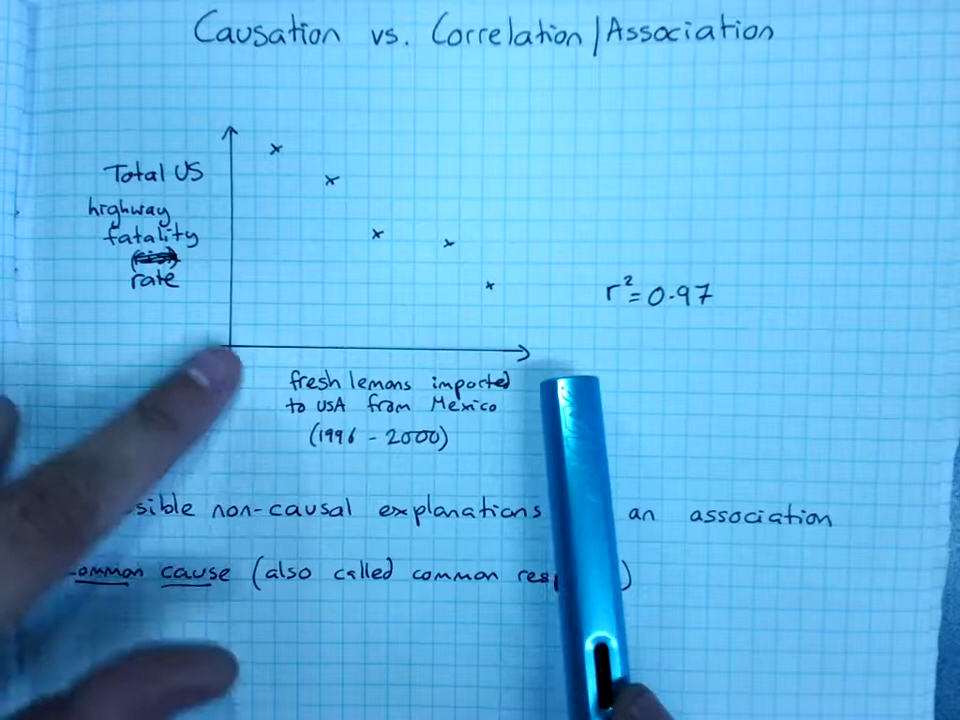 Causation vs. Correlation/Association
Total US
highway
fatality
rate
r²=0.97
fresh lemons imported
to USA from Mexico
(1996 - 2000)
sible non-causal explanations an association
ommon cause (also called common res )